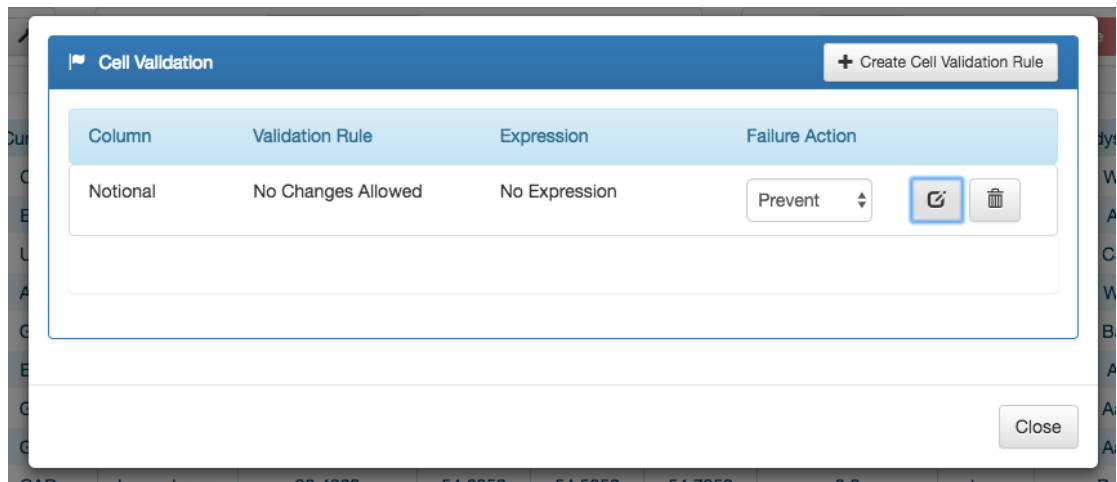 Cell Validation
+ Create Cell Validation Rule
Column Validation Rule Expression Failure Action
Notional No Changes Allowed No Expression Prevent
Close